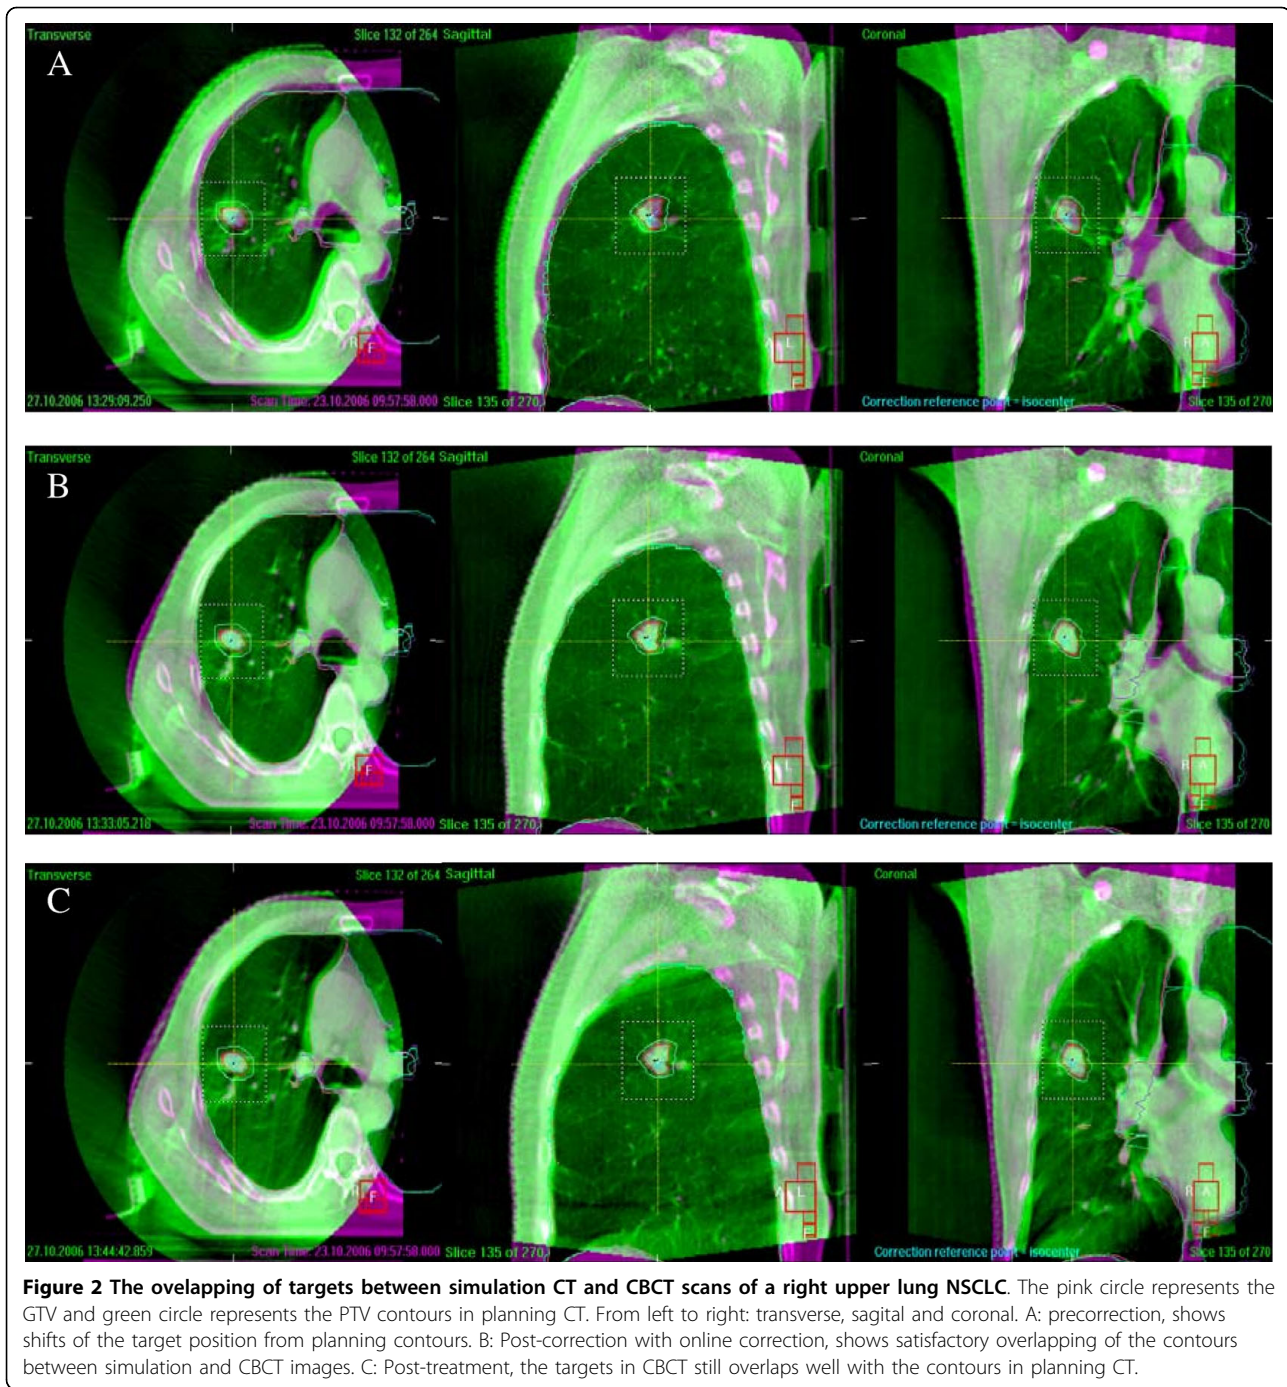 A
Transverse
Slice 132 of 264
Sagittal
Coronal
R
F
A
L
F
R
A
F
27.10.2006 13:29:09.250
Scan Time: 23.10.2006 09:57:58.000
Slice 135 of 270
Correction reference point = isocenter
Slice 135 of 270
B
Transverse
Slice 132 of 264
Sagittal
Coronal
F
A
L
F
R
F
27.10.2006 13:33:05.218
Scan Time: 23.10.2006 09:57:58.000
Slice 135 of 270
Correction reference point = isocenter
Slice 135 of 270
C
Transverse
Slice 132 of 264
Sagittal
Coronal
F
L
F
R
A
F
27.10.2006 13:44:42.859
Scan Time: 23.10.2006 09:57:58.000
Slice 135 of 270
Correction reference point = isocenter
Slice 135 of 270
Figure 2 The ovelapping of targets between simulation CT and CBCT scans of a right upper lung NSCLC. The pink circle represents the
GTV and green circle represents the PTV contours in planning CT. From left to right: transverse, sagital and coronal. A: precorrection, shows
shifts of the target position from planning contours. B: Post-correction with online correction, shows satisfactory overlapping of the contours
between simulation and CBCT images. C: Post-treatment, the targets in CBCT still overlaps well with the contours in planning CT.